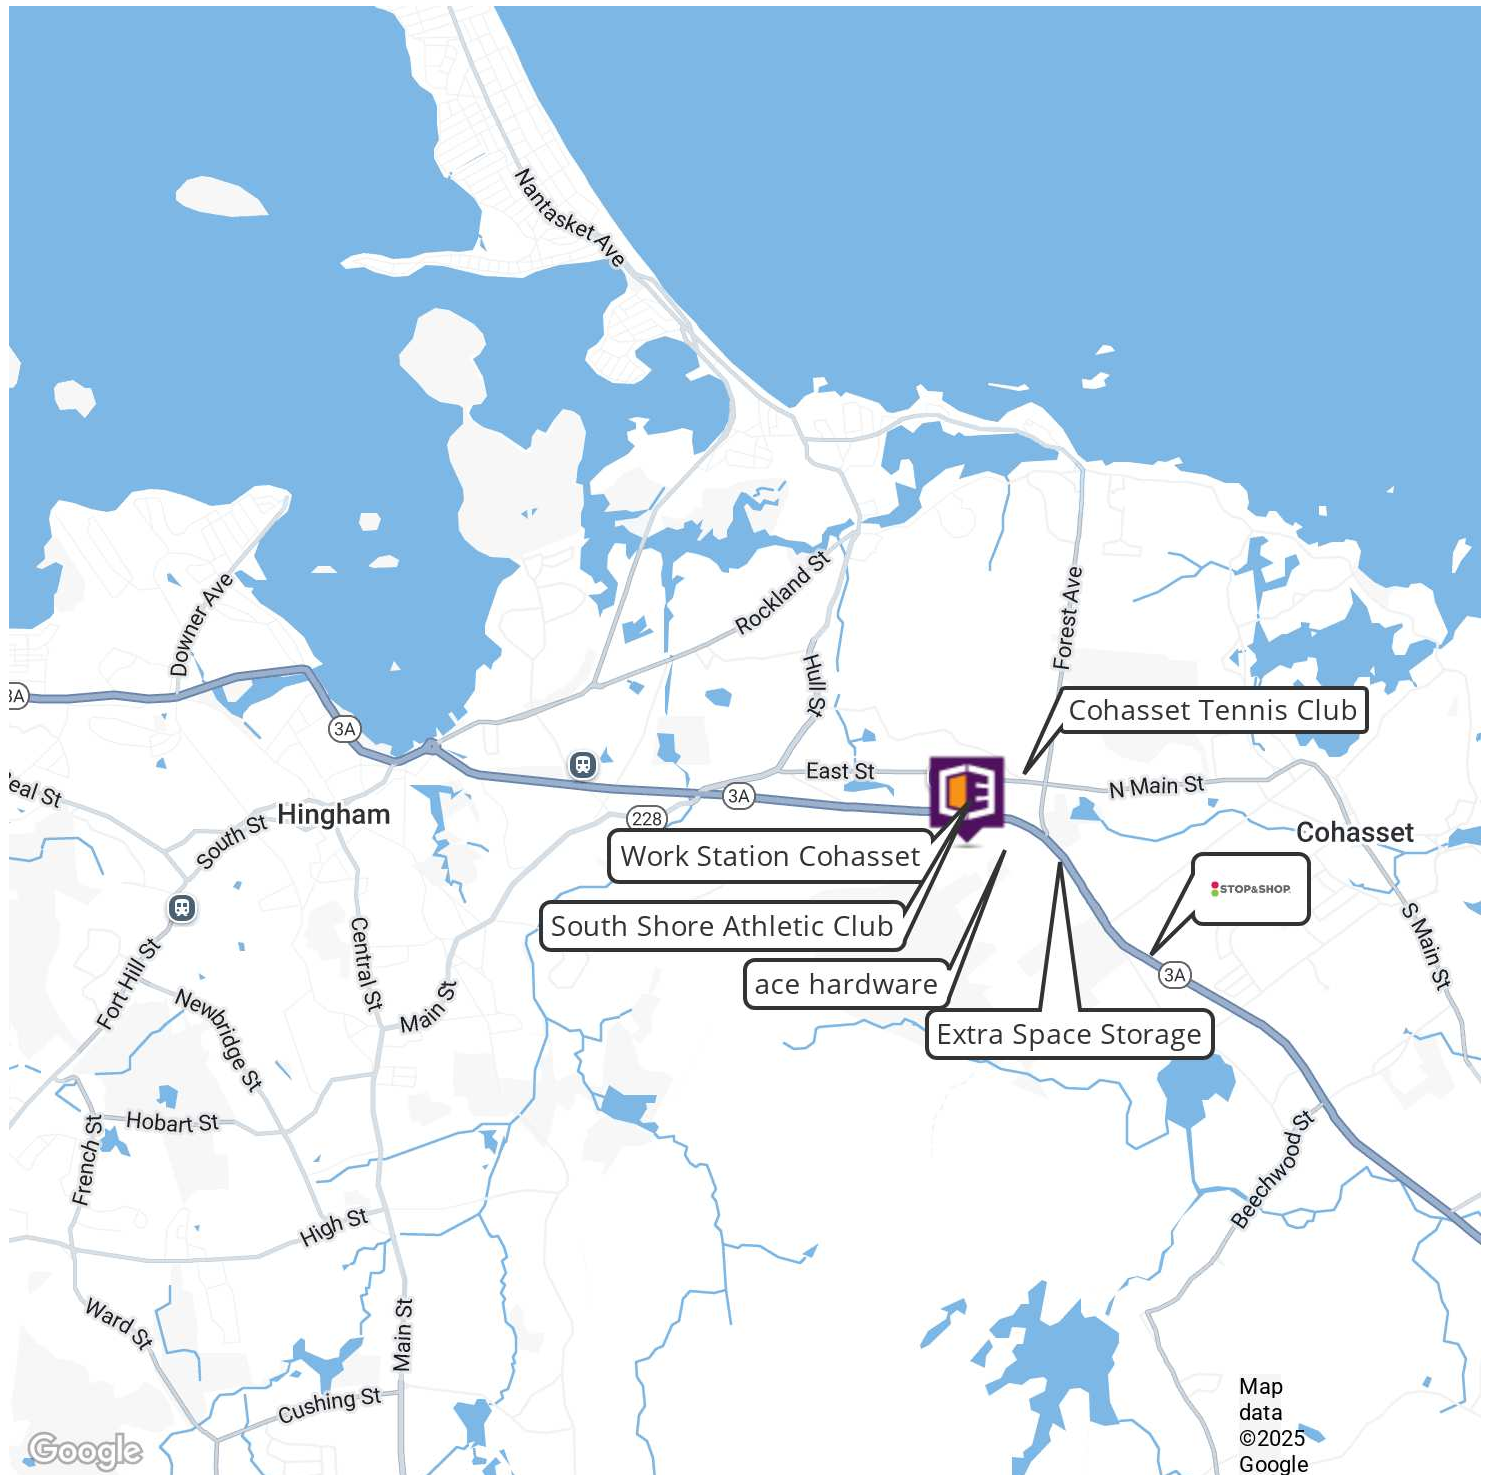 Nantasket Ave
Rockland St
Downer Ave
Forest Ave
Hull St
3A
3A
Cohasset Tennis Club
East St
N Main St
3A
228
eal St
Hingham
South St
Cohasset
Work Station Cohasset
STOP&SHOP
South Shore Athletic Club
S Main St
ace hardware
3A
Extra Space Storage
Central St
Fort Hill St
Main St
Newbridge St
Hobart St
French St
Beechwood St
High St
Ward St
Main St
Cushing St
Map
data
©2025
Google
Google